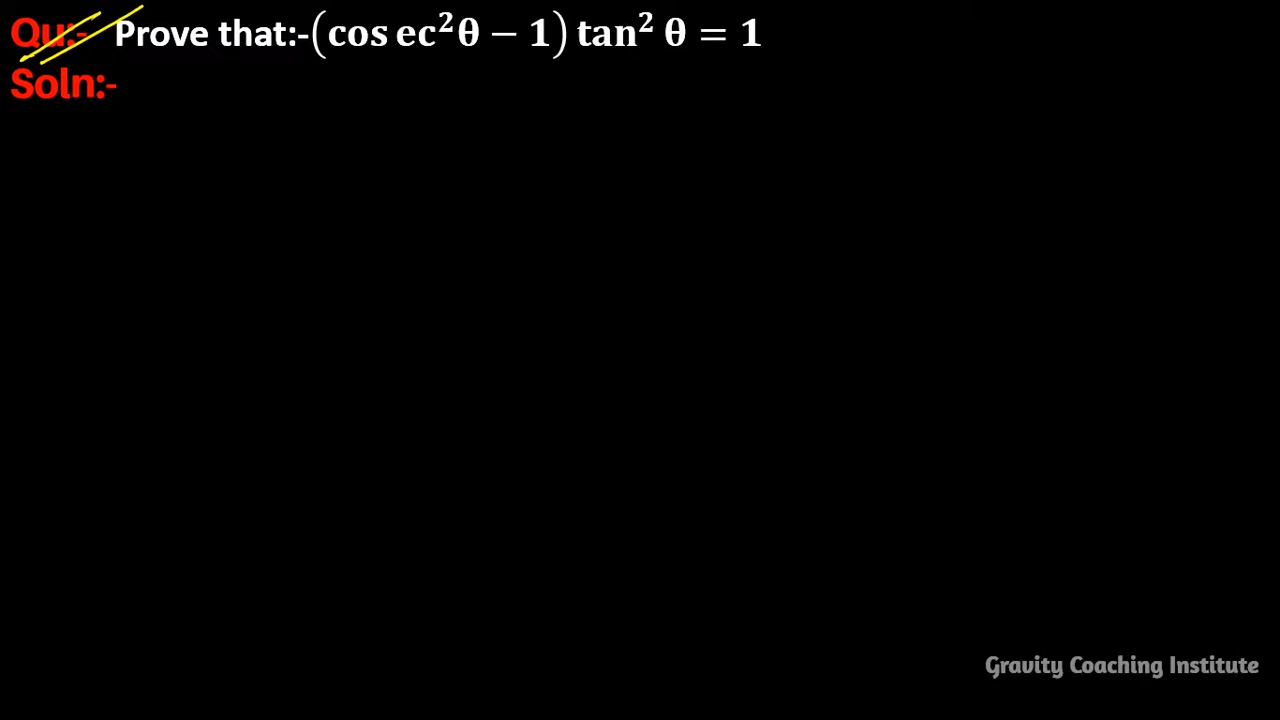 Qu:- Prove that:-(cos ec²θ − 1) tan² θ = 1
Soln:-
Gravity Coaching Institute